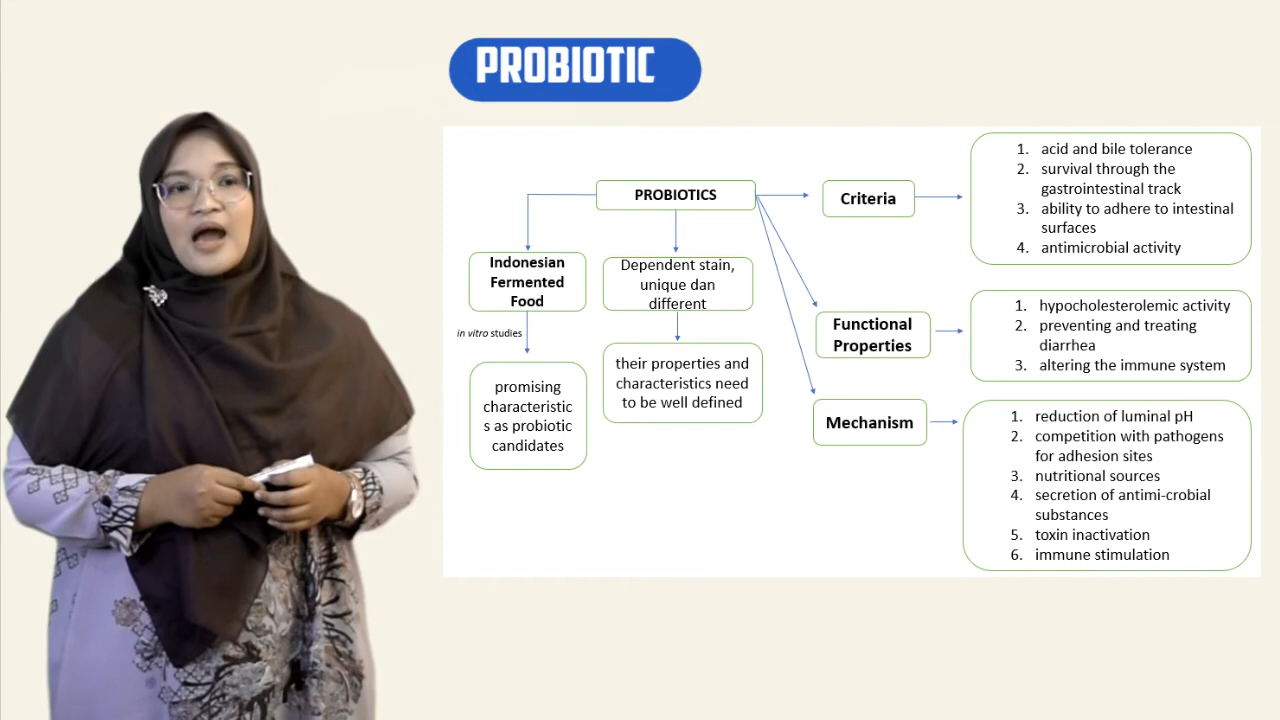 PROBIOTIC
PROBIOTICS
Indonesian
Fermented
Food
in vitro studies
promising
characteristic
s as probiotic
candidates
Dependent stain,
unique dan
different
their properties and
characteristics need
to be well defined
Criteria
1. acid and bile tolerance
2. survival through the
gastrointestinal track
3. ability to adhere to intestinal
surfaces
4. antimicrobial activity
Functional
Properties
1. hypocholesterolemic activity
2. preventing and treating
diarrhea
3. altering the immune system
Mechanism
1. reduction of luminal pH
2. competition with pathogens
for adhesion sites
3. nutritional sources
4. secretion of antimi-crobial
substances
5. toxin inactivation
6. immune stimulation